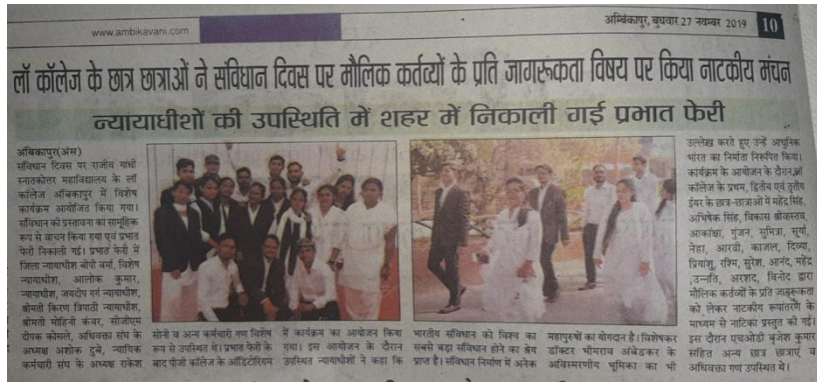 www.ambikavani.com
अम्बिकापुर, बुधवार 27 नवम्बर 2019
10
लॉ कॉलेज के छात्र छात्राओं ने संविधान दिवस पर मौलिक कर्तव्यों के प्रति जागरूकता विषय पर किया नाटकीय मंचन
न्यायाधीशों की उपस्थिति में शहर में निकाली गई प्रभात फेरी
अंबिकापुर(अंस)
संविधान दिवस पर राजीव गांधी
स्नातकोत्तर महाविद्यालय के लॉ
कॉलेज अंबिकापुर में विशेष
कार्यक्रम आयोजित किया गया।
संविधान की प्रस्तावना का सामूहिक
रूप से वाचन किया गया एवं प्रभात
फेरी निकाली गई। प्रभात फेरी में
जिला न्यायाधीश बीपी वर्मा, विशेष
न्यायाधीश, आलोक कुमार,
न्यायाधीश, जयदीप गर्ग न्यायाधीश,
श्रीमती किरण त्रिपाठी न्यायाधीश,
श्रीमती मोहिनी कंवर, सीजीएम
दीपक कोसले, अधिवक्ता संघ के
अध्यक्ष अशोक दुबे, न्यायिक
कर्मचारी संघ के अध्यक्ष राकेश
सोनी व अन्य कर्मचारी गण विशेष
रूप से उपस्थित थे। प्रभात फेरी के
बाद पीजी कॉलेज के ऑडिटोरियम
में कार्यक्रम का आयोजन किया
गया। इस आयोजन के दौरान
उपस्थित न्यायाधीशों ने कहा कि
भारतीय संविधान को विश्व का
सबसे बड़ा संविधान होने का श्रेय
प्राप्त है। संविधान निर्माण में अनेक
महापुरुषों का योगदान है। विशेषकर
डॉक्टर भीमराव अंबेडकर के
अविस्मरणीय भूमिका का भी
उल्लेख करते हुए उन्हें आधुनिक
भारत का निर्माता निरूपित किया।
कार्यक्रम के आयोजन के दौरान लॉ
कॉलेज के प्रथम, द्वितीय एवं तृतीय
ईयर के छात्र-छात्राओं में महेंद्र सिंह,
अभिषेक सिंह, विकास श्रीवास्तव,
आकांक्षा, गुंजन, सुमित्रा, सूर्या,
नेहा, आरवी, काजल, दिव्या,
प्रियांशु, रश्मि, सुरेश, आनंद, महेंद्र
,उन्नति, अरशद, विनोद द्वारा
मौलिक कर्तव्यों के प्रति जागरूकता
को लेकर नाटकीय रूपांतरण के
माध्यम से नाटिका प्रस्तुत की गई।
इस दौरान एचओडी बृजेश कुमार
सहित अन्य छात्र छात्राएं व
अधिवक्ता गण उपस्थित थे।